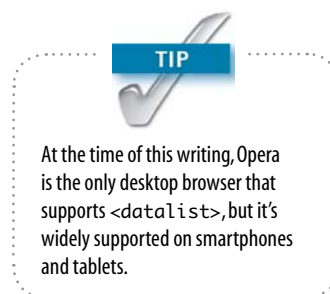 TIP
At the time of this writing, Opera
is the only desktop browser that
supports <datalist>, but it's
widely supported on smartphones
and tablets.